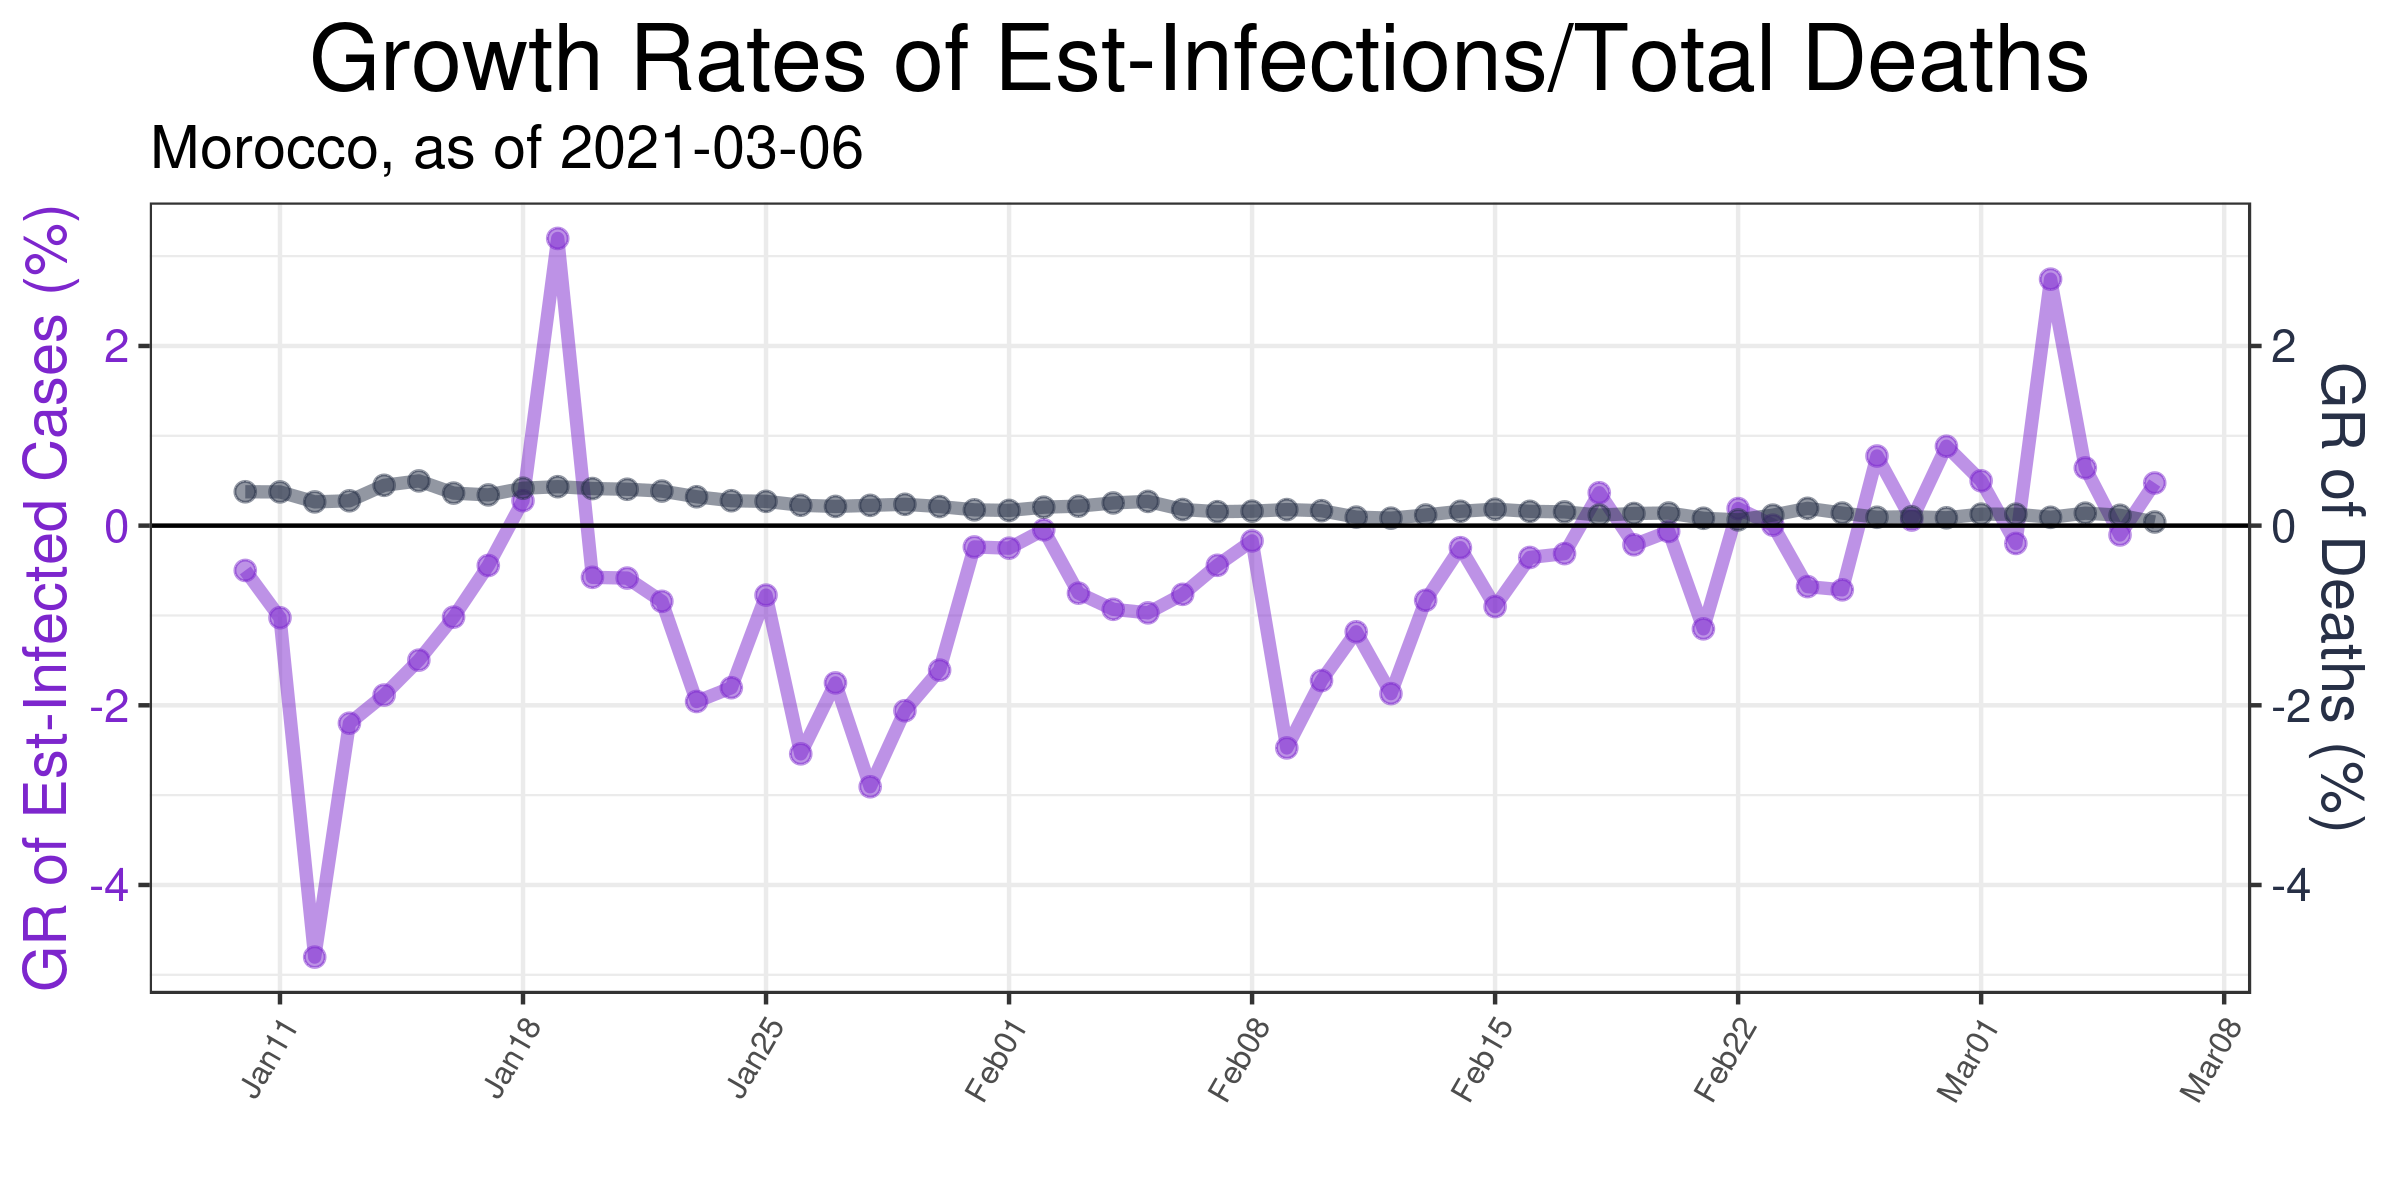 Growth Rates of Est-Infections/Total Deaths
Morocco, as of 2021-03-06
GR of Est-Infected Cases (%)
2
0
-2
-4
2
0
-2
-4
GR of Deaths (%)
Jan11
Jan18
Jan25
Feb01
Feb08
Feb15
Feb22
Mar01
Mar08